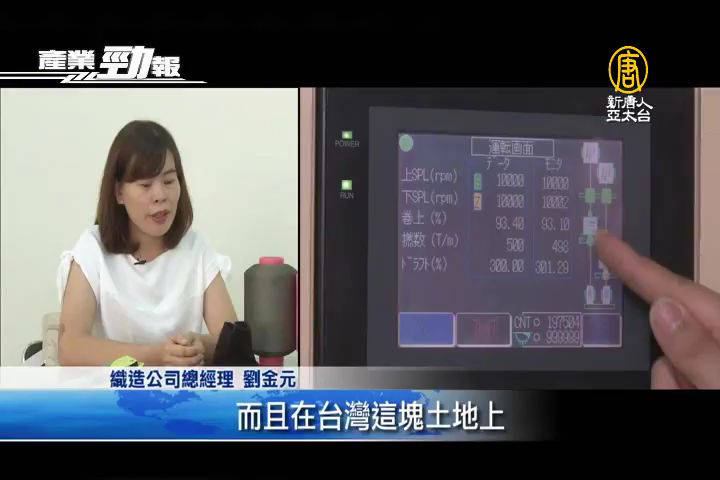 產業勁報
唐
新唐人
亞太台
POWER
RUN
運転画面
データ モニタ
上SPL(rpm) S 10000 10000
下SPL(rpm) Z 10000 10002
巻上(%) 93.40 93.10
撚数(T/m) 500 498
ドラフト(%) 300.00 301.29
CNT 197504
999999
織造公司總經理 劉金元
而且在台灣這塊土地上